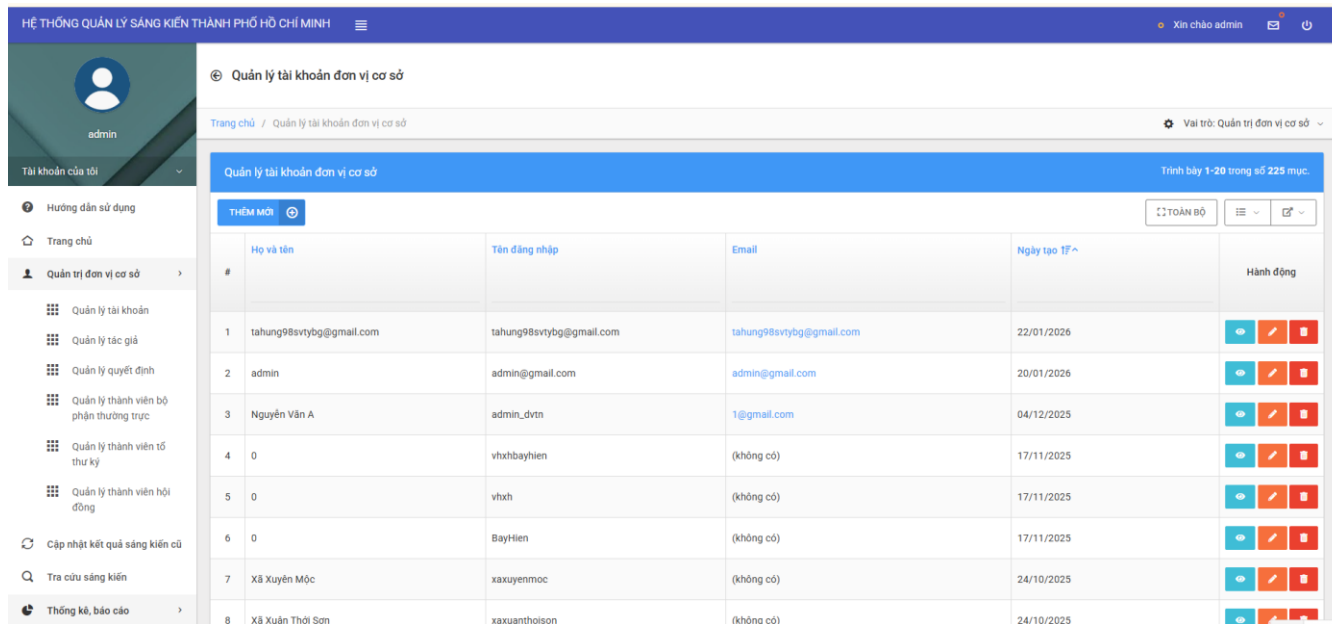 HỆ THỐNG QUẢN LÝ SÁNG KIẾN THÀNH PHỐ HỒ CHÍ MINH
Xin chào admin
admin
Tài khoản của tôi
Hướng dẫn sử dụng
Trang chủ
Quản trị đơn vị cơ sở
Quản lý tài khoản
Quản lý tác giả
Quản lý quyết định
Quản lý thành viên bộ
phận thường trực
Quản lý thành viên tổ
thư ký
Quản lý thành viên hội
đồng
Cập nhật kết quả sáng kiến cũ
Tra cứu sáng kiến
Thống kê, báo cáo
Quản lý tài khoản đơn vị cơ sở
Trang chủ / Quản lý tài khoản đơn vị cơ sở
Vai trò: Quản trị đơn vị cơ sở
Quản lý tài khoản đơn vị cơ sở
Trình bày 1-20 trong số 225 mục.
THÊM MỚI
TOÀN BỘ
# Họ và tên Tên đăng nhập Email Ngày tạo Hành động
1 tahung98svtybg@gmail.com tahung98svtybg@gmail.com tahung98svtybg@gmail.com 22/01/2026
2 admin admin@gmail.com admin@gmail.com 20/01/2026
3 Nguyễn Văn A admin_dvtn 1@gmail.com 04/12/2025
4 0 vhxhbayhien (không có) 17/11/2025
5 0 vhxh (không có) 17/11/2025
6 0 BayHien (không có) 17/11/2025
7 Xã Xuyên Mộc xaxuyenmoc (không có) 24/10/2025
8 Xã Xuân Thới Sơn xaxuanthoison (không có) 24/10/2025